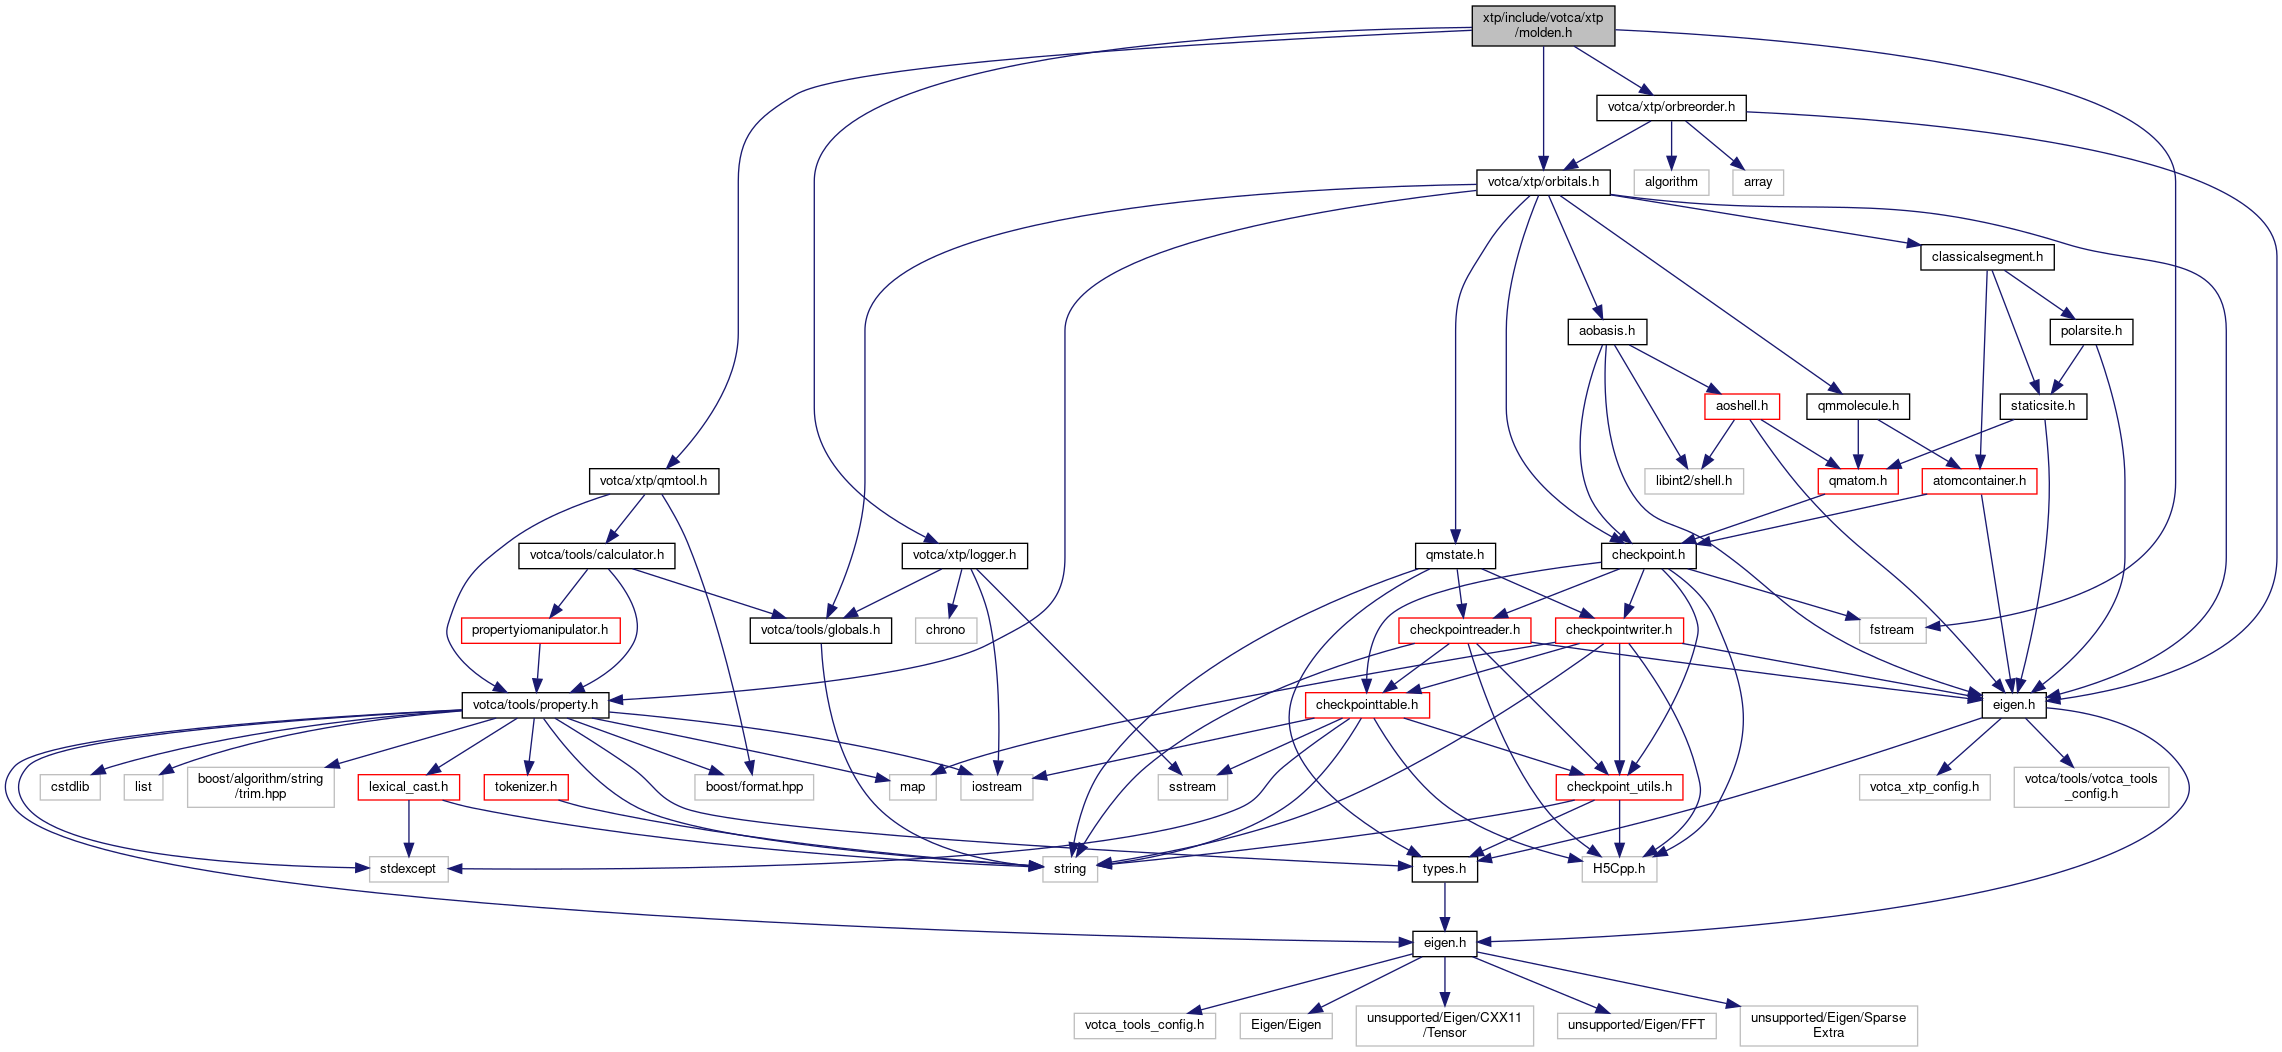 xtp/include/votca/xtp
/molden.h
votca/xtp/orbreorder.h
votca/xtp/orbitals.h
algorithm
array
classicalsegment.h
aobasis.h
polarsite.h
aoshell.h
qmmolecule.h
staticsite.h
votca/xtp/qmtool.h
libint2/shell.h
qmatom.h
atomcontainer.h
votca/tools/calculator.h
votca/xtp/logger.h
qmstate.h
checkpoint.h
propertyiomanipulator.h
votca/tools/globals.h
chrono
checkpointreader.h
checkpointwriter.h
fstream
votca/tools/property.h
checkpointtable.h
eigen.h
cstdlib
list
boost/algorithm/string
/trim.hpp
lexical_cast.h
tokenizer.h
boost/format.hpp
map
iostream
sstream
checkpoint_utils.h
votca_xtp_config.h
votca/tools/votca_tools
_config.h
stdexcept
string
types.h
H5Cpp.h
eigen.h
votca_tools_config.h
Eigen/Eigen
unsupported/Eigen/CXX11
/Tensor
unsupported/Eigen/FFT
unsupported/Eigen/Sparse
Extra